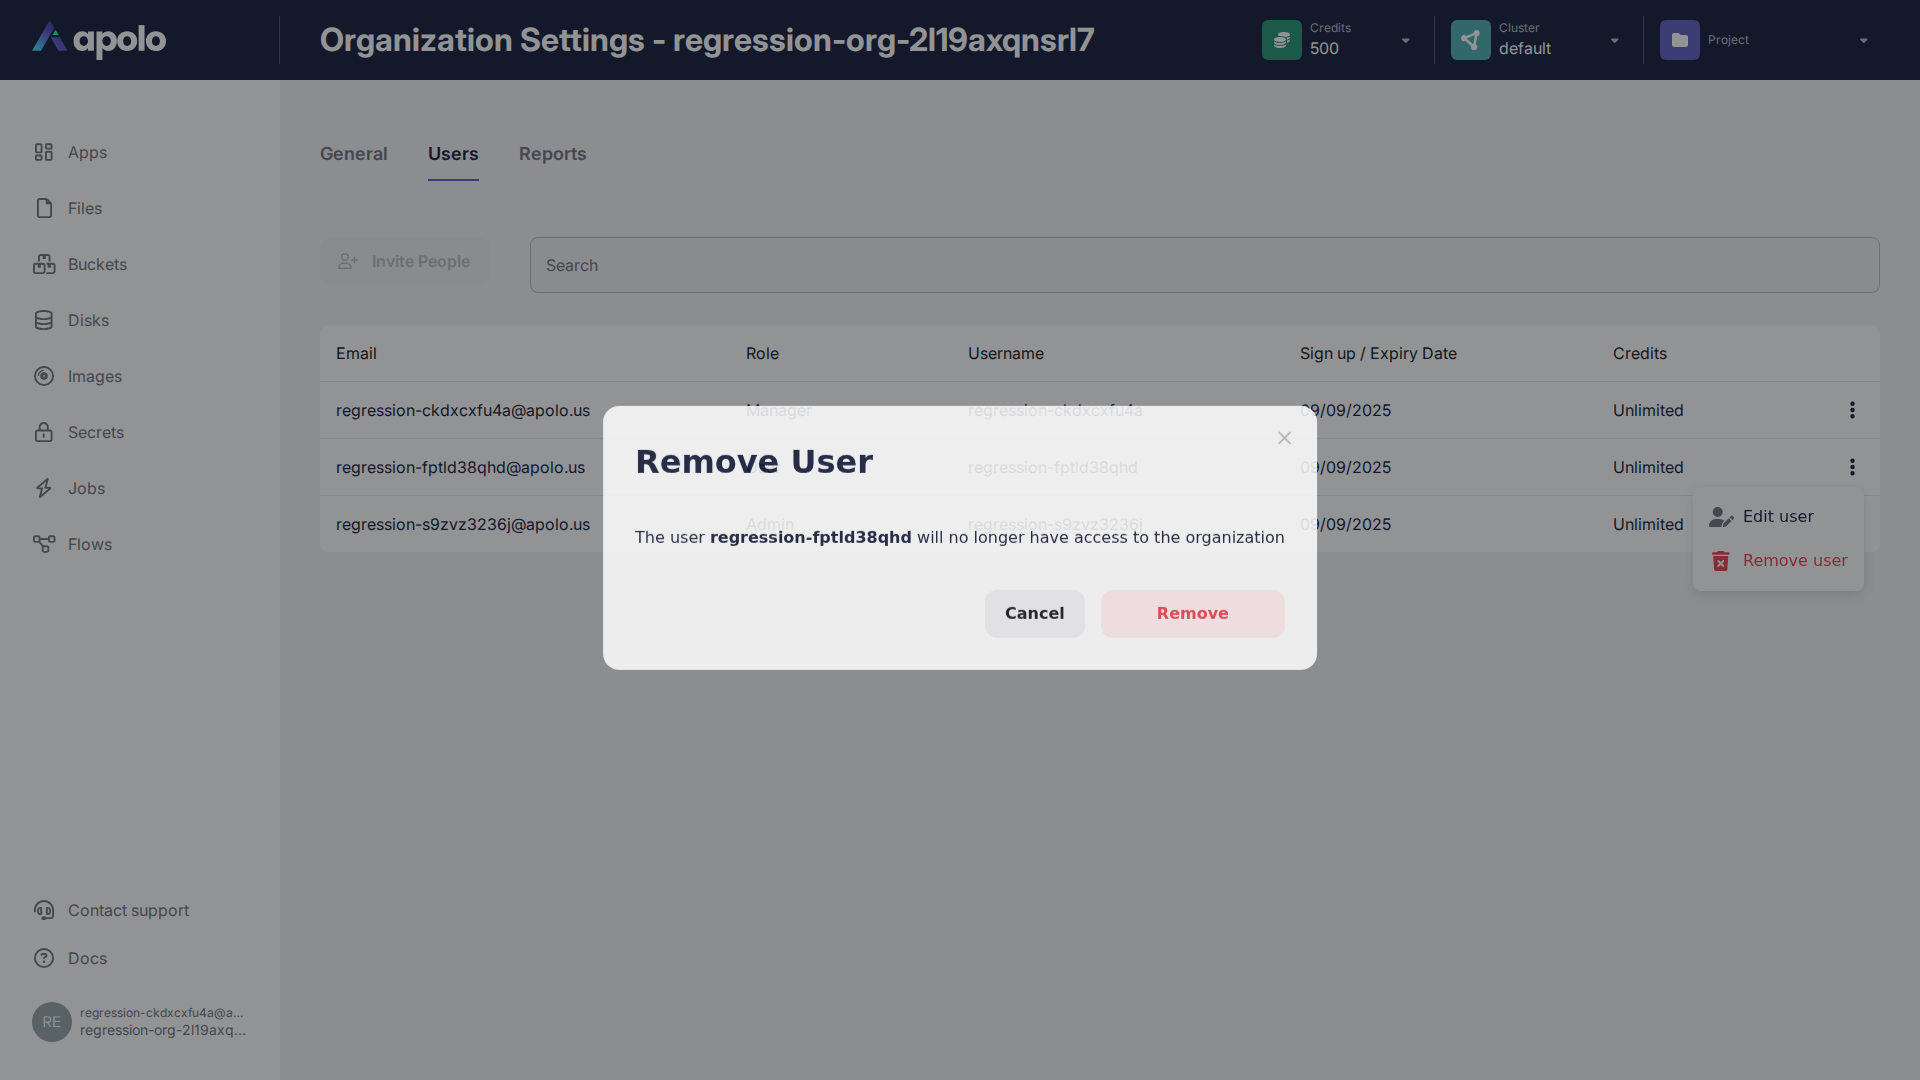 apolo
Organization Settings - regression-org-2l19axqnsrl7
Credits
500
Cluster
default
Project
Apps
Files
Buckets
Disks
Images
Secrets
Jobs
Flows
General Users Reports
Invite People
Search
Email Role Username Sign up / Expiry Date Credits
regression-ckdxcxfu4a@apolo.us Manager regression-ckdxcxfu4a 09/09/2025 Unlimited
regression-fptld38qhd@apolo.us regression-fptld38qhd 09/09/2025 Unlimited
regression-s9zvz3236j@apolo.us Admin regression-s9zvz3236j 09/09/2025 Unlimited
Edit user
Remove user
Remove User
The user regression-fptld38qhd will no longer have access to the organization
Cancel Remove
Contact support
Docs
RE
regression-ckdxcxfu4a@a...
regression-org-2l19axq...